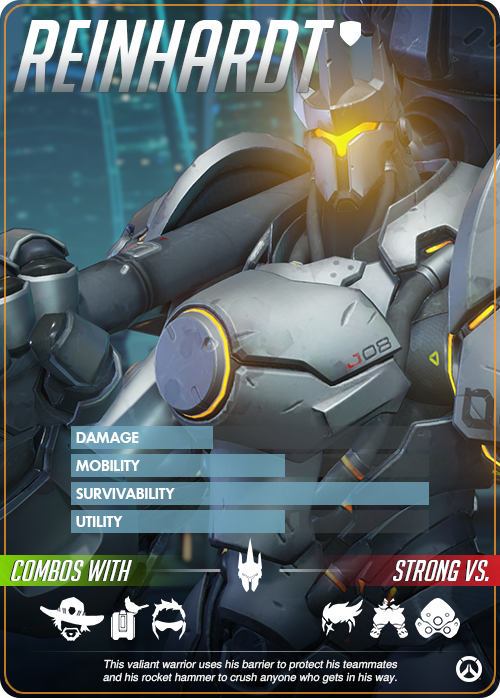 REINHARDT
J08
DAMAGE
MOBILITY
SURVIVABILITY
UTILITY
COMBOS WITH
STRONG VS.
This valiant warrior uses his barrier to protect his teammates
and his rocket hammer to crush anyone who gets in his way.